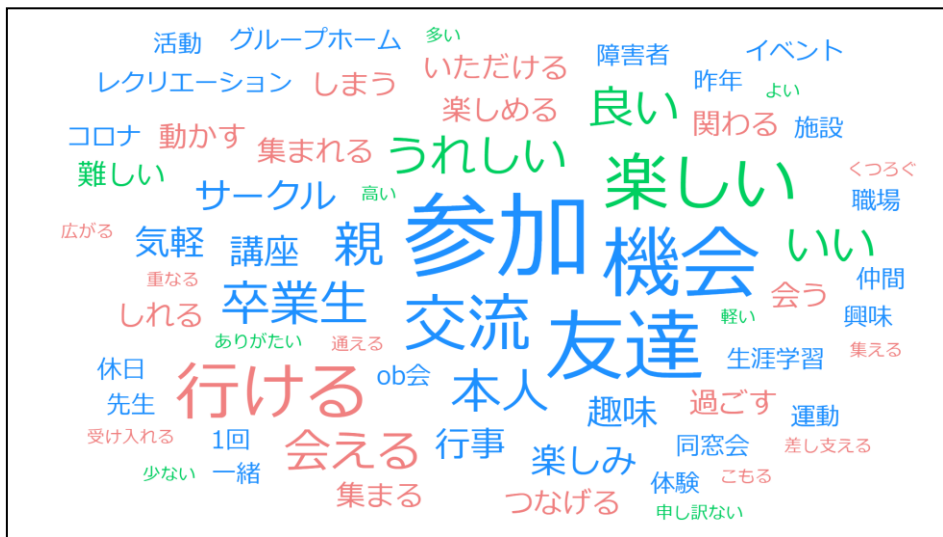 活動 グループホーム 多い 障害者 イベント
レクリエーション しまう いただける 昨年 よい
楽しめる 良い 関わる 施設
コロナ 動かす 集まれる うれしい 楽しい くつろぐ
難しい サークル 高い 職場
広がる 気軽 講座 親 参加 機会 いい 仲間
重なる 卒業生 交流 友達 会う 興味
しれる ありがたい 通える 軽い 生涯学習 集える
休日 行ける ob会 本人 趣味 過ごす 運動
先生 受け入れる 1回 会える 行事 楽しみ 同窓会 差し支える
少ない 一緒 集まる つなげる 体験 こもる
申し訳ない